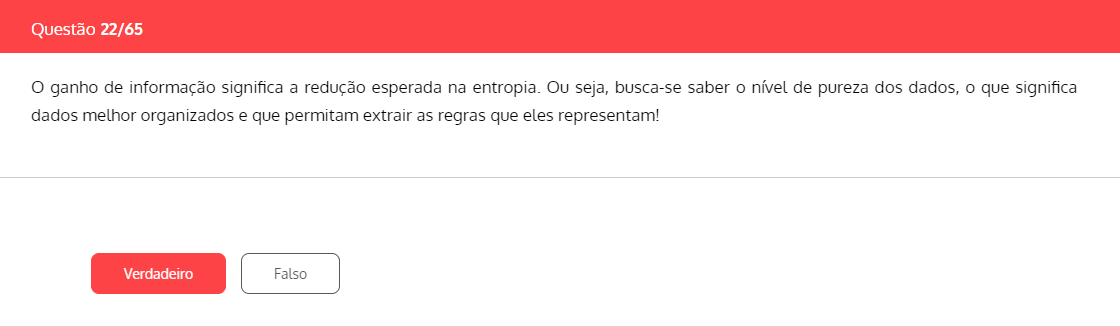 Questão 22/65
O ganho de informação significa a redução esperada na entropia. Ou seja, busca-se saber o nível de pureza dos dados, o que significa
dados melhor organizados e que permitam extrair as regras que eles representam!
Verdadeiro
Falso